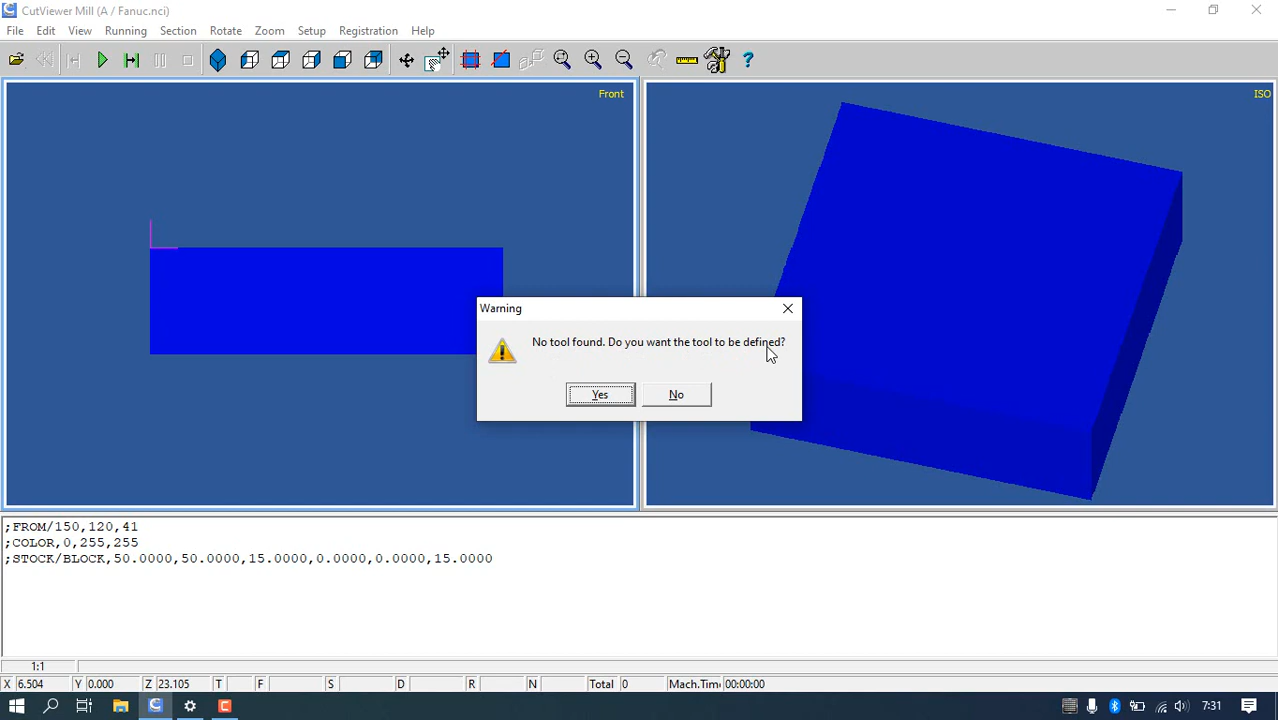 CutViewer Mill (A / Fanuc.nci)
File Edit View Running Section Rotate Zoom Setup Registration Help
Front
ISO
Warning
No tool found. Do you want the tool to be defined?
Yes No
;FROM/150,120,41
;COLOR,0,255,255
;STOCK/BLOCK,50.0000,50.0000,15.0000,0.0000,0.0000,15.0000
1:1
X 6.504 Y 0.000 Z 23.105 T F S D R N Total 0 Mach.Time 00:00:00
7:31